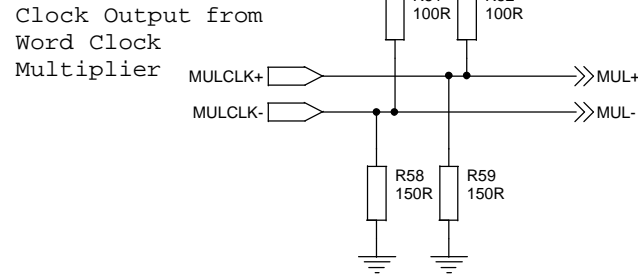 Clock Output from
Word Clock
Multiplier
100R
100R
MULCLK+
MUL+
MULCLK-
MUL-
R58
150R
R59
150R